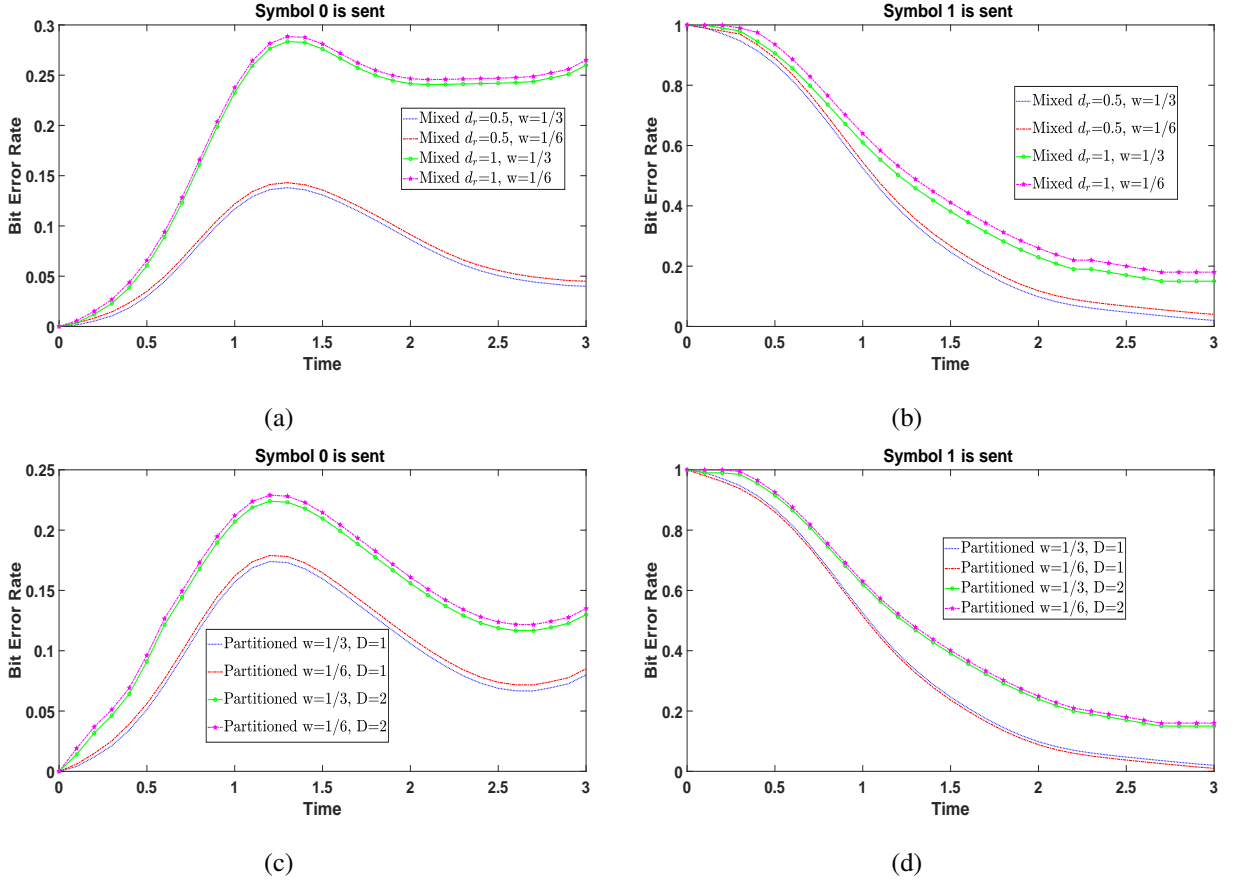 Symbol 0 is sent
Bit Error Rate
0.3
0.25
0.2
0.15
0.1
0.05
0
Mixed d_r=0.5, w=1/3
Mixed d_r=0.5, w=1/6
Mixed d_r=1, w=1/3
Mixed d_r=1, w=1/6
0 0.5 1 1.5 2 2.5 3
Time
(a)
Symbol 1 is sent
Bit Error Rate
1
0.8
0.6
0.4
0.2
0
Mixed d_r=0.5, w=1/3
Mixed d_r=0.5, w=1/6
Mixed d_r=1, w=1/3
Mixed d_r=1, w=1/6
0 0.5 1 1.5 2 2.5 3
Time
(b)
Symbol 0 is sent
Bit Error Rate
0.25
0.2
0.15
0.1
0.05
0
Partitioned w=1/3, D=1
Partitioned w=1/6, D=1
Partitioned w=1/3, D=2
Partitioned w=1/6, D=2
0 0.5 1 1.5 2 2.5 3
Time
(c)
Symbol 1 is sent
Bit Error Rate
1
0.8
0.6
0.4
0.2
0
Partitioned w=1/3, D=1
Partitioned w=1/6, D=1
Partitioned w=1/3, D=2
Partitioned w=1/6, D=2
0 0.5 1 1.5 2 2.5 3
Time
(d)